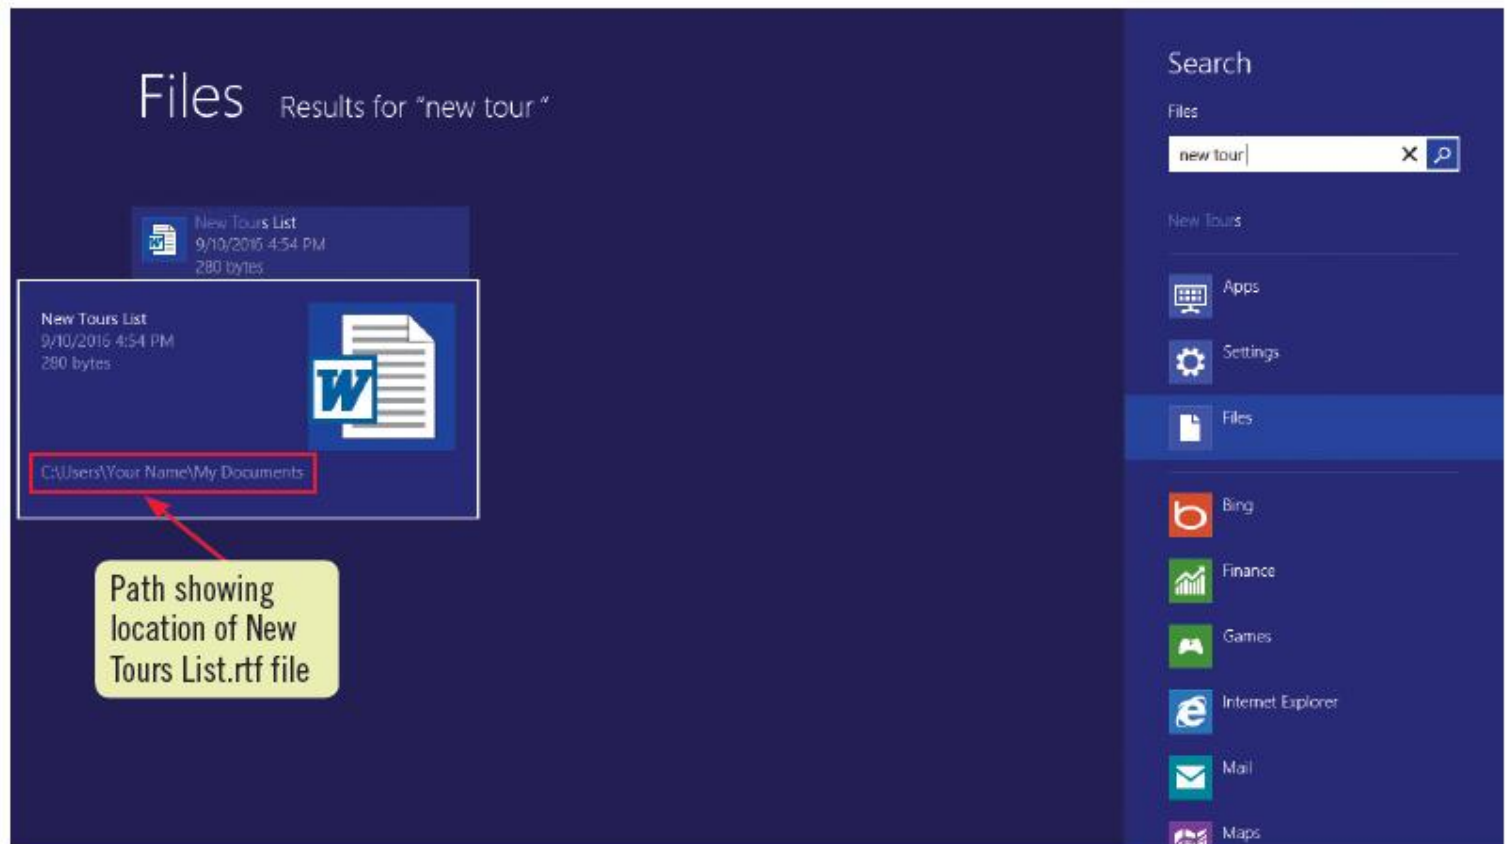 Files Results for "new tour "
New Tours List
9/10/2016 4:54 PM
280 bytes
New Tours List
9/10/2016 4:54 PM
280 bytes
W
C:\Users\Your Name\My Documents
Path showing
location of New
Tours List.rtf file
Search
Files
new tour
New Tours
Apps
Settings
Files
Bing
Finance
Games
Internet Explorer
Mail
Maps